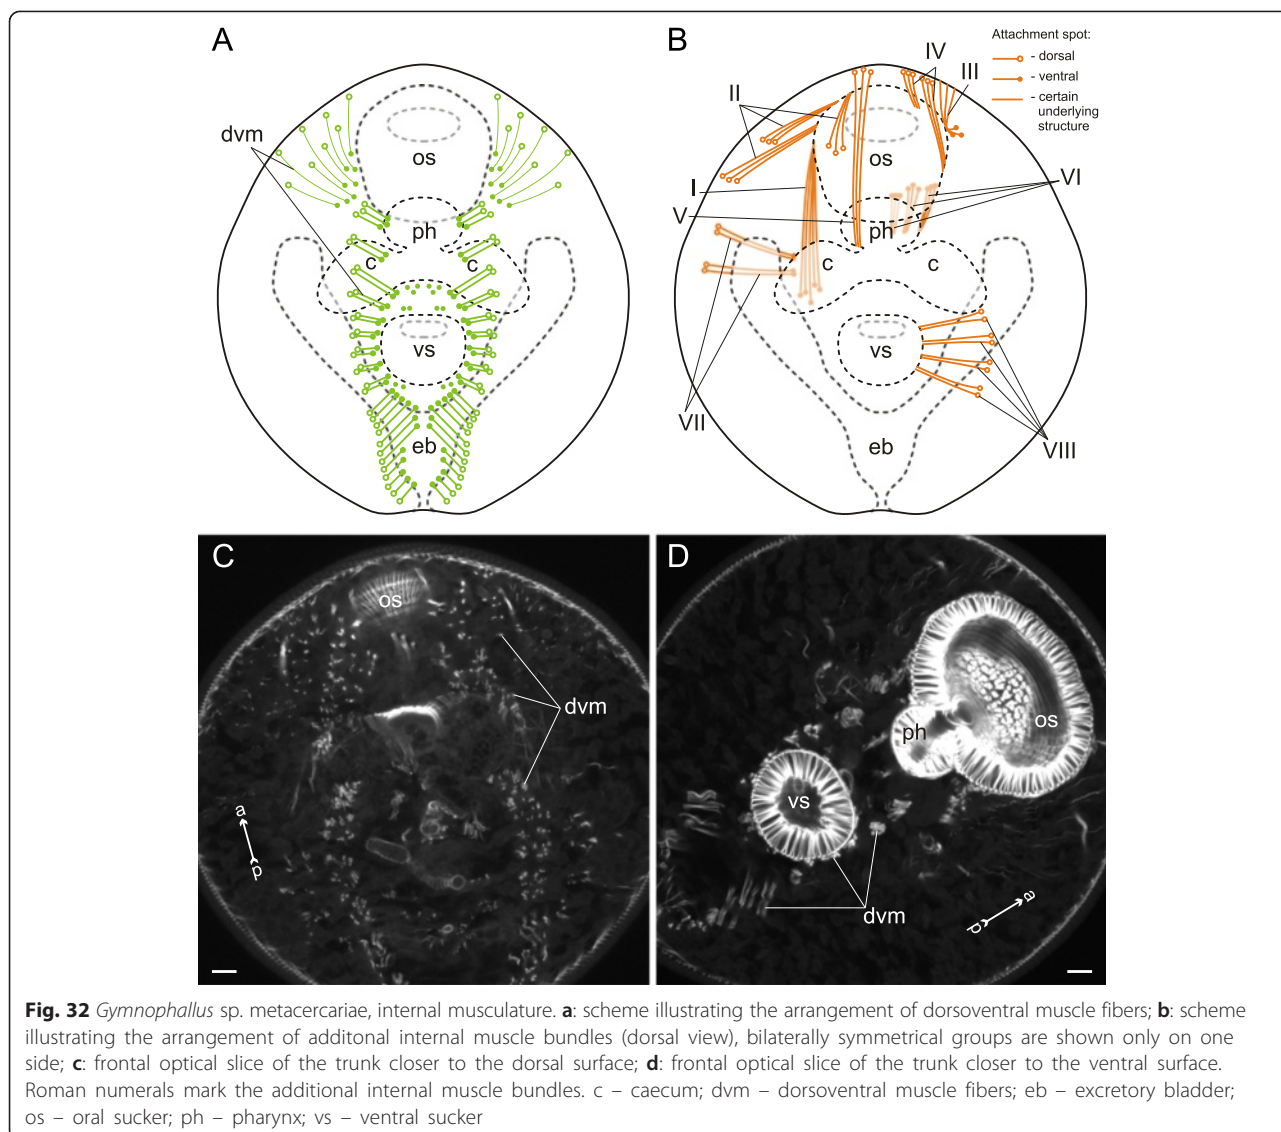 A
dvm
os
ph
c
c
vs
eb
B
Attachment spot:
- dorsal
- ventral
- certain
underlying
structure
IV
III
II
os
I
VI
V
ph
c
c
vs
VII
eb
VIII
C
os
dvm
a
p
D
os
ph
vs
dvm
a
p
Fig. 32 Gymnophallus sp. metacercariae, internal musculature. a: scheme illustrating the arrangement of dorsoventral muscle fibers; b: scheme
illustrating the arrangement of additonal internal muscle bundles (dorsal view), bilaterally symmetrical groups are shown only on one
side; c: frontal optical slice of the trunk closer to the dorsal surface; d: frontal optical slice of the trunk closer to the ventral surface.
Roman numerals mark the additional internal muscle bundles. c – caecum; dvm – dorsoventral muscle fibers; eb – excretory bladder;
os – oral sucker; ph – pharynx; vs – ventral sucker